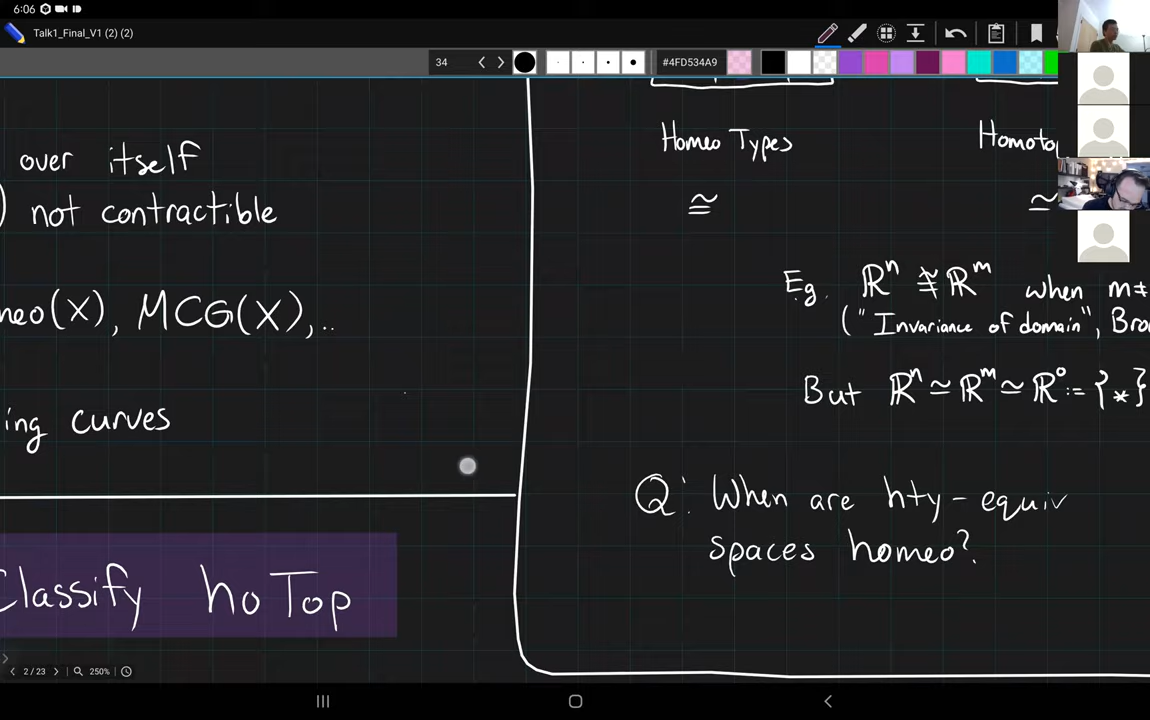 6:06
Talk1_Final_V1 (2) (2)
34
#4FD534A9
over itself
) not contractible
neo(X), MCG(X), ..
ing curves
Classify hoTop
Homeo Types
≅
Homoto
≅
Eg. ℝⁿ ≇ ℝᵐ when m≠
("Invariance of domain", Bro
But ℝⁿ ≃ ℝᵐ ≃ ℝ⁰ := {*}
Q: When are hty-equiv
spaces homeo?
2 / 23
250%